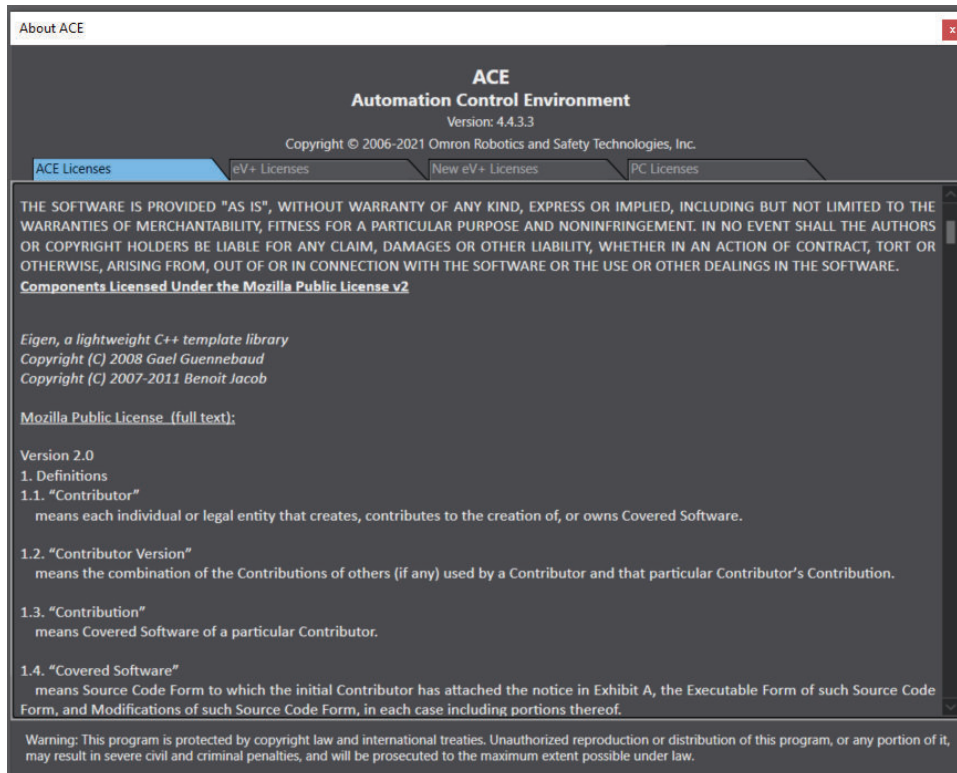 About ACE
x
ACE
Automation Control Environment
Version: 4.4.3.3
Copyright © 2006-2021 Omron Robotics and Safety Technologies, Inc.
ACE Licenses
eV+ Licenses
New eV+ Licenses
PC Licenses
THE SOFTWARE IS PROVIDED "AS IS", WITHOUT WARRANTY OF ANY KIND, EXPRESS OR IMPLIED, INCLUDING BUT NOT LIMITED TO THE
WARRANTIES OF MERCHANTABILITY, FITNESS FOR A PARTICULAR PURPOSE AND NONINFRINGEMENT. IN NO EVENT SHALL THE AUTHORS
OR COPYRIGHT HOLDERS BE LIABLE FOR ANY CLAIM, DAMAGES OR OTHER LIABILITY, WHETHER IN AN ACTION OF CONTRACT, TORT OR
OTHERWISE, ARISING FROM, OUT OF OR IN CONNECTION WITH THE SOFTWARE OR THE USE OR OTHER DEALINGS IN THE SOFTWARE.
Components Licensed Under the Mozilla Public License v2
Eigen, a lightweight C++ template library
Copyright (C) 2008 Gael Guennebaud
Copyright (C) 2007-2011 Benoit Jacob
Mozilla Public License (full text):
Version 2.0
1. Definitions
1.1. “Contributor”
means each individual or legal entity that creates, contributes to the creation of, or owns Covered Software.
1.2. “Contributor Version”
means the combination of the Contributions of others (if any) used by a Contributor and that particular Contributor’s Contribution.
1.3. “Contribution”
means Covered Software of a particular Contributor.
1.4. “Covered Software”
means Source Code Form to which the initial Contributor has attached the notice in Exhibit A, the Executable Form of such Source Code
Form, and Modifications of such Source Code Form, in each case including portions thereof.
Warning: This program is protected by copyright law and international treaties. Unauthorized reproduction or distribution of this program, or any portion of it,
may result in severe civil and criminal penalties, and will be prosecuted to the maximum extent possible under law.